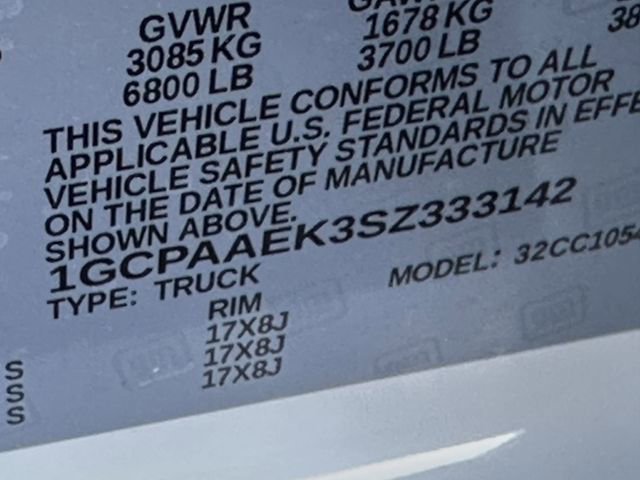 GVWR
3085 KG 1678 KG
6800 LB 3700 LB
THIS VEHICLE CONFORMS TO ALL
APPLICABLE U.S. FEDERAL MOTOR
VEHICLE SAFETY STANDARDS IN EFFE
ON THE DATE OF MANUFACTURE
SHOWN ABOVE.
1GCPAAEK3SZ333142
TYPE: TRUCK MODEL: 32CC1054
RIM
17X8J
S 17X8J
S 17X8J
S